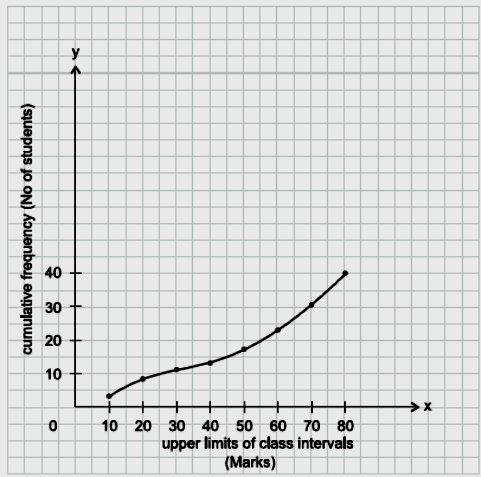 y
cumulative frequency (No of students)
40
30
20
10
x
0 10 20 30 40 50 60 70 80
upper limits of class intervals
(Marks)